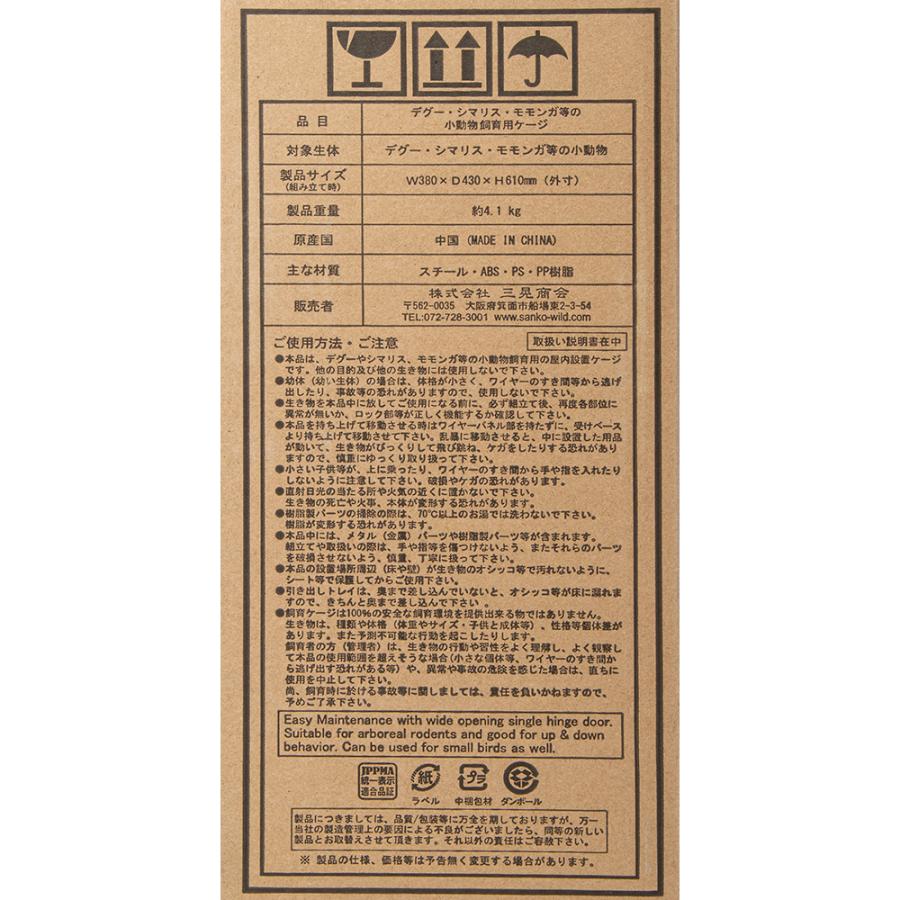 品目 デグー・シマリス・モモンガ等の
小動物飼育用ケージ
対象生体 デグー・シマリス・モモンガ等の小動物
製品サイズ
(組み立て時) W380×D430×H610mm（外寸）
製品重量 約4.1 kg
原産国 中国 (MADE IN CHINA)
主な材質 スチール・ABS・PS・PP樹脂
販売者 株式会社 三晃商会
〒562-0035 大阪府箕面市船場東2-3-54
TEL:072-728-3001 www.sanko-wild.com
ご使用方法・ご注意 取扱い説明書在中
●本品は、デグーやシマリス、モモンガ等の小動物飼育用の屋内設置ケージ
です。他の目的及び他の生き物には使用しないで下さい。
●幼体（幼い生体）の場合は、体格が小さく、ワイヤーのすき間等から逃げ
出したり、事故等の恐れがありますので、使用しないで下さい。
●生き物を本品中に放してご使用になる前に、必ず組立て後、再度各部位に
異常が無いか、ロック部等が正しく機能するか確認して下さい。
●本品を持ち上げて移動させる時はワイヤーパネル部を持たずに、受けベース
より持ち上げて移動させて下さい。乱暴に移動させると、中に設置した用品
が動いて、生き物がびっくりして飛び跳ね、ケガをしたりする恐れがあり
ますので、慎重にゆっくり取り扱って下さい。
●小さい子供等が、上に乗ったり、ワイヤーのすき間から手や指を入れたり
しないように注意して下さい。破損やケガの恐れがあります。
●直射日光の当たる所や火気の近くに置かないで下さい。
生き物の死亡や火事、本体が変形する恐れがあります。
●樹脂製パーツの掃除の際は、70℃以上のお湯では洗わないで下さい。
樹脂が変形する恐れがあります。
●本品中には、メタル（金属）パーツや樹脂製パーツ等が含まれます。
組立てや取扱いの際は、手や指等を傷つけないよう、またそれらのパーツ
を破損させないよう、慎重、丁寧に扱って下さい。
●本品の設置場所周辺（床や壁）が生き物のオシッコ等で汚れないように、
シート等で保護してからご使用下さい。
●引き出しトレイは、奥まで差し込んでいないと、オシッコ等が床に漏れま
すので、きちんと奥まで差し込んで下さい。
●飼育ケージは100%の安全な飼育環境を提供出来る物ではありません。
生き物は、種類や体格（体重やサイズ・子供と成体等）、性格等個体差が
があります。また予測不可能な行動を起こしたりします。
飼育者の方（管理者）は、生き物の行動や習性をよく理解し、よく観察し
て本品の使用範囲を超えそうな場合（小さな個体等、ワイヤーのすき間か
ら逃げ出す恐れがある等）や、異常や事故の危険を感じた場合は、直ちに
使用を中止して下さい。
尚、飼育時に於ける事故等に関しましては、責任を負いかねますので、
予めご了承下さい。
Easy Maintenance with wide opening single hinge door.
Suitable for arboreal rodents and good for up & down
behavior. Can be used for small birds as well.
JPPMA
統一表示
適合品証
紙
ラベル
プラ
中梱包材
ダンボール
製品につきましては、品質/包装等に万全を期しておりますが、万一
当社の製造管理上の要因による不良がございましたら、同等の新しい
製品とお取替えさせて頂きます。それ以外の責任はご容赦下さい。
※ 製品の仕様、価格等は予告無く変更する場合があります。